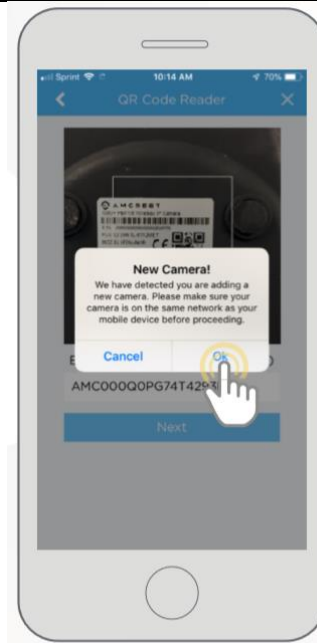 Sprint
10:14 AM
70%
QR Code Reader
AMCREST
New Camera!
We have detected you are adding a
new camera. Please make sure your
camera is on the same network as your
mobile device before proceeding.
Cancel
Ok
AMC000Q0PG74T4293
Next